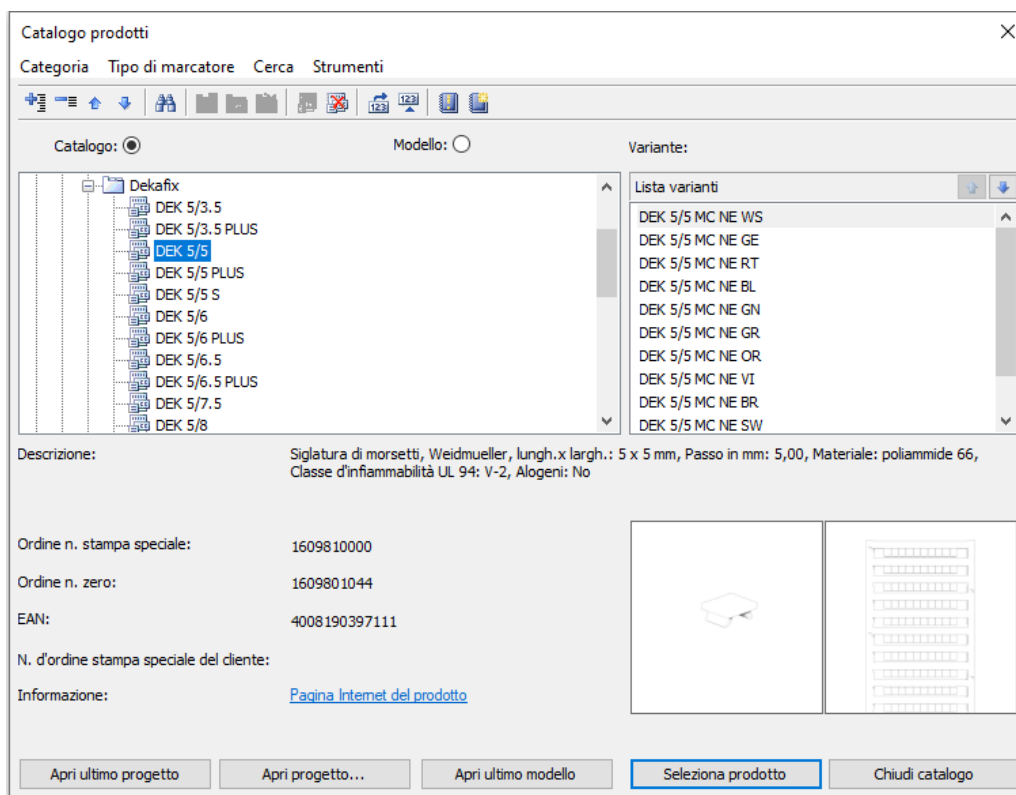 Catalogo prodotti
Categoria Tipo di marcatore Cerca Strumenti
Catalogo: Modello: Variante:
Dekafix
DEK 5/3.5
DEK 5/3.5 PLUS
DEK 5/5
DEK 5/5 PLUS
DEK 5/5 S
DEK 5/6
DEK 5/6 PLUS
DEK 5/6.5
DEK 5/6.5 PLUS
DEK 5/7.5
DEK 5/8
Lista varianti
DEK 5/5 MC NE WS
DEK 5/5 MC NE GE
DEK 5/5 MC NE RT
DEK 5/5 MC NE BL
DEK 5/5 MC NE GN
DEK 5/5 MC NE GR
DEK 5/5 MC NE OR
DEK 5/5 MC NE VI
DEK 5/5 MC NE BR
DEK 5/5 MC NE SW
Descrizione: Siglatura di morsetti, Weidmueller, lungh.x largh.: 5 x 5 mm, Passo in mm: 5,00, Materiale: poliammide 66,
Classe d'infiammabilità UL 94: V-2, Alogeni: No
Ordine n. stampa speciale: 1609810000
Ordine n. zero: 1609801044
EAN: 4008190397111
N. d'ordine stampa speciale del cliente:
Informazione: Pagina Internet del prodotto
Apri ultimo progetto Apri progetto... Apri ultimo modello Seleziona prodotto Chiudi catalogo